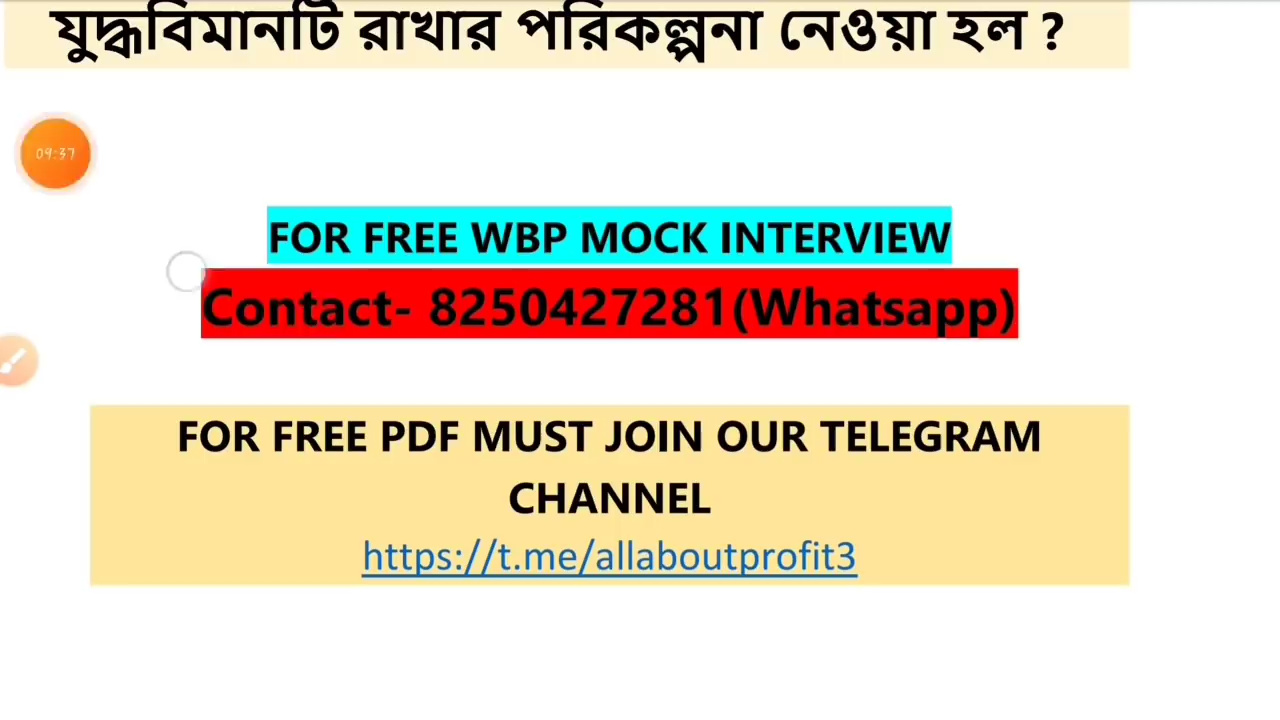 যুদ্ধবিমানটি রাখার পরিকল্পনা নেওয়া হল ?
09:37
FOR FREE WBP MOCK INTERVIEW
Contact- 8250427281(Whatsapp)
FOR FREE PDF MUST JOIN OUR TELEGRAM
CHANNEL
https://t.me/allaboutprofit3